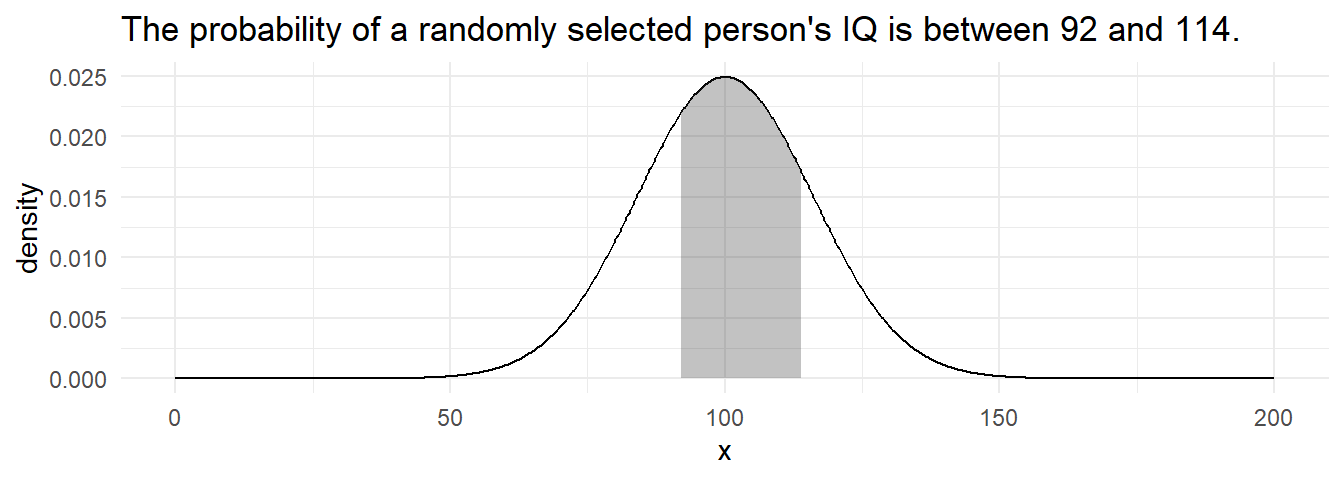 The probability of a randomly selected person's IQ is between 92 and 114.
0.025
0.020
0.015
0.010
0.005
0.000
density
0 50 100 150 200
x